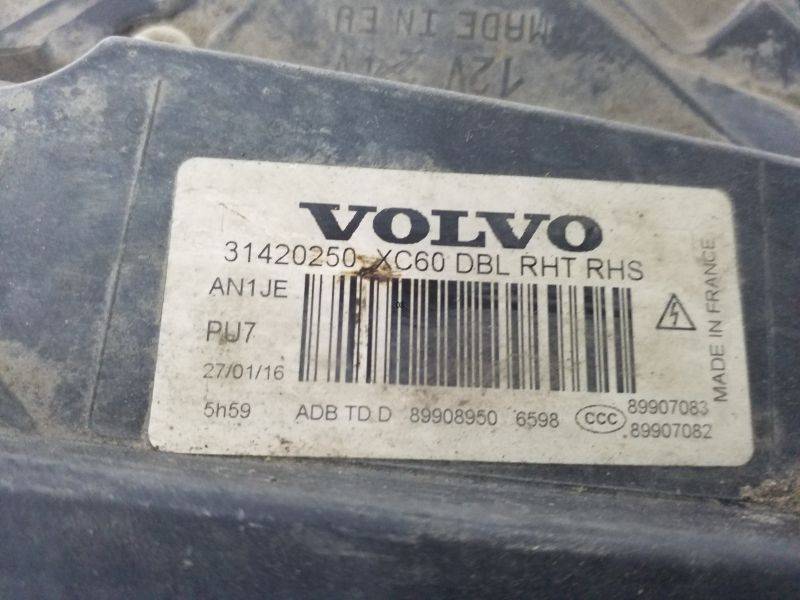 MADE IN EU
12V 24V
VOLVO
31420250 XC60 DBL RHT RHS
AN1JE
PU7
27/01/16
5h59 ADB TD D 89908950 6598 CCC 89907083
.89907082
MADE IN FRANCE